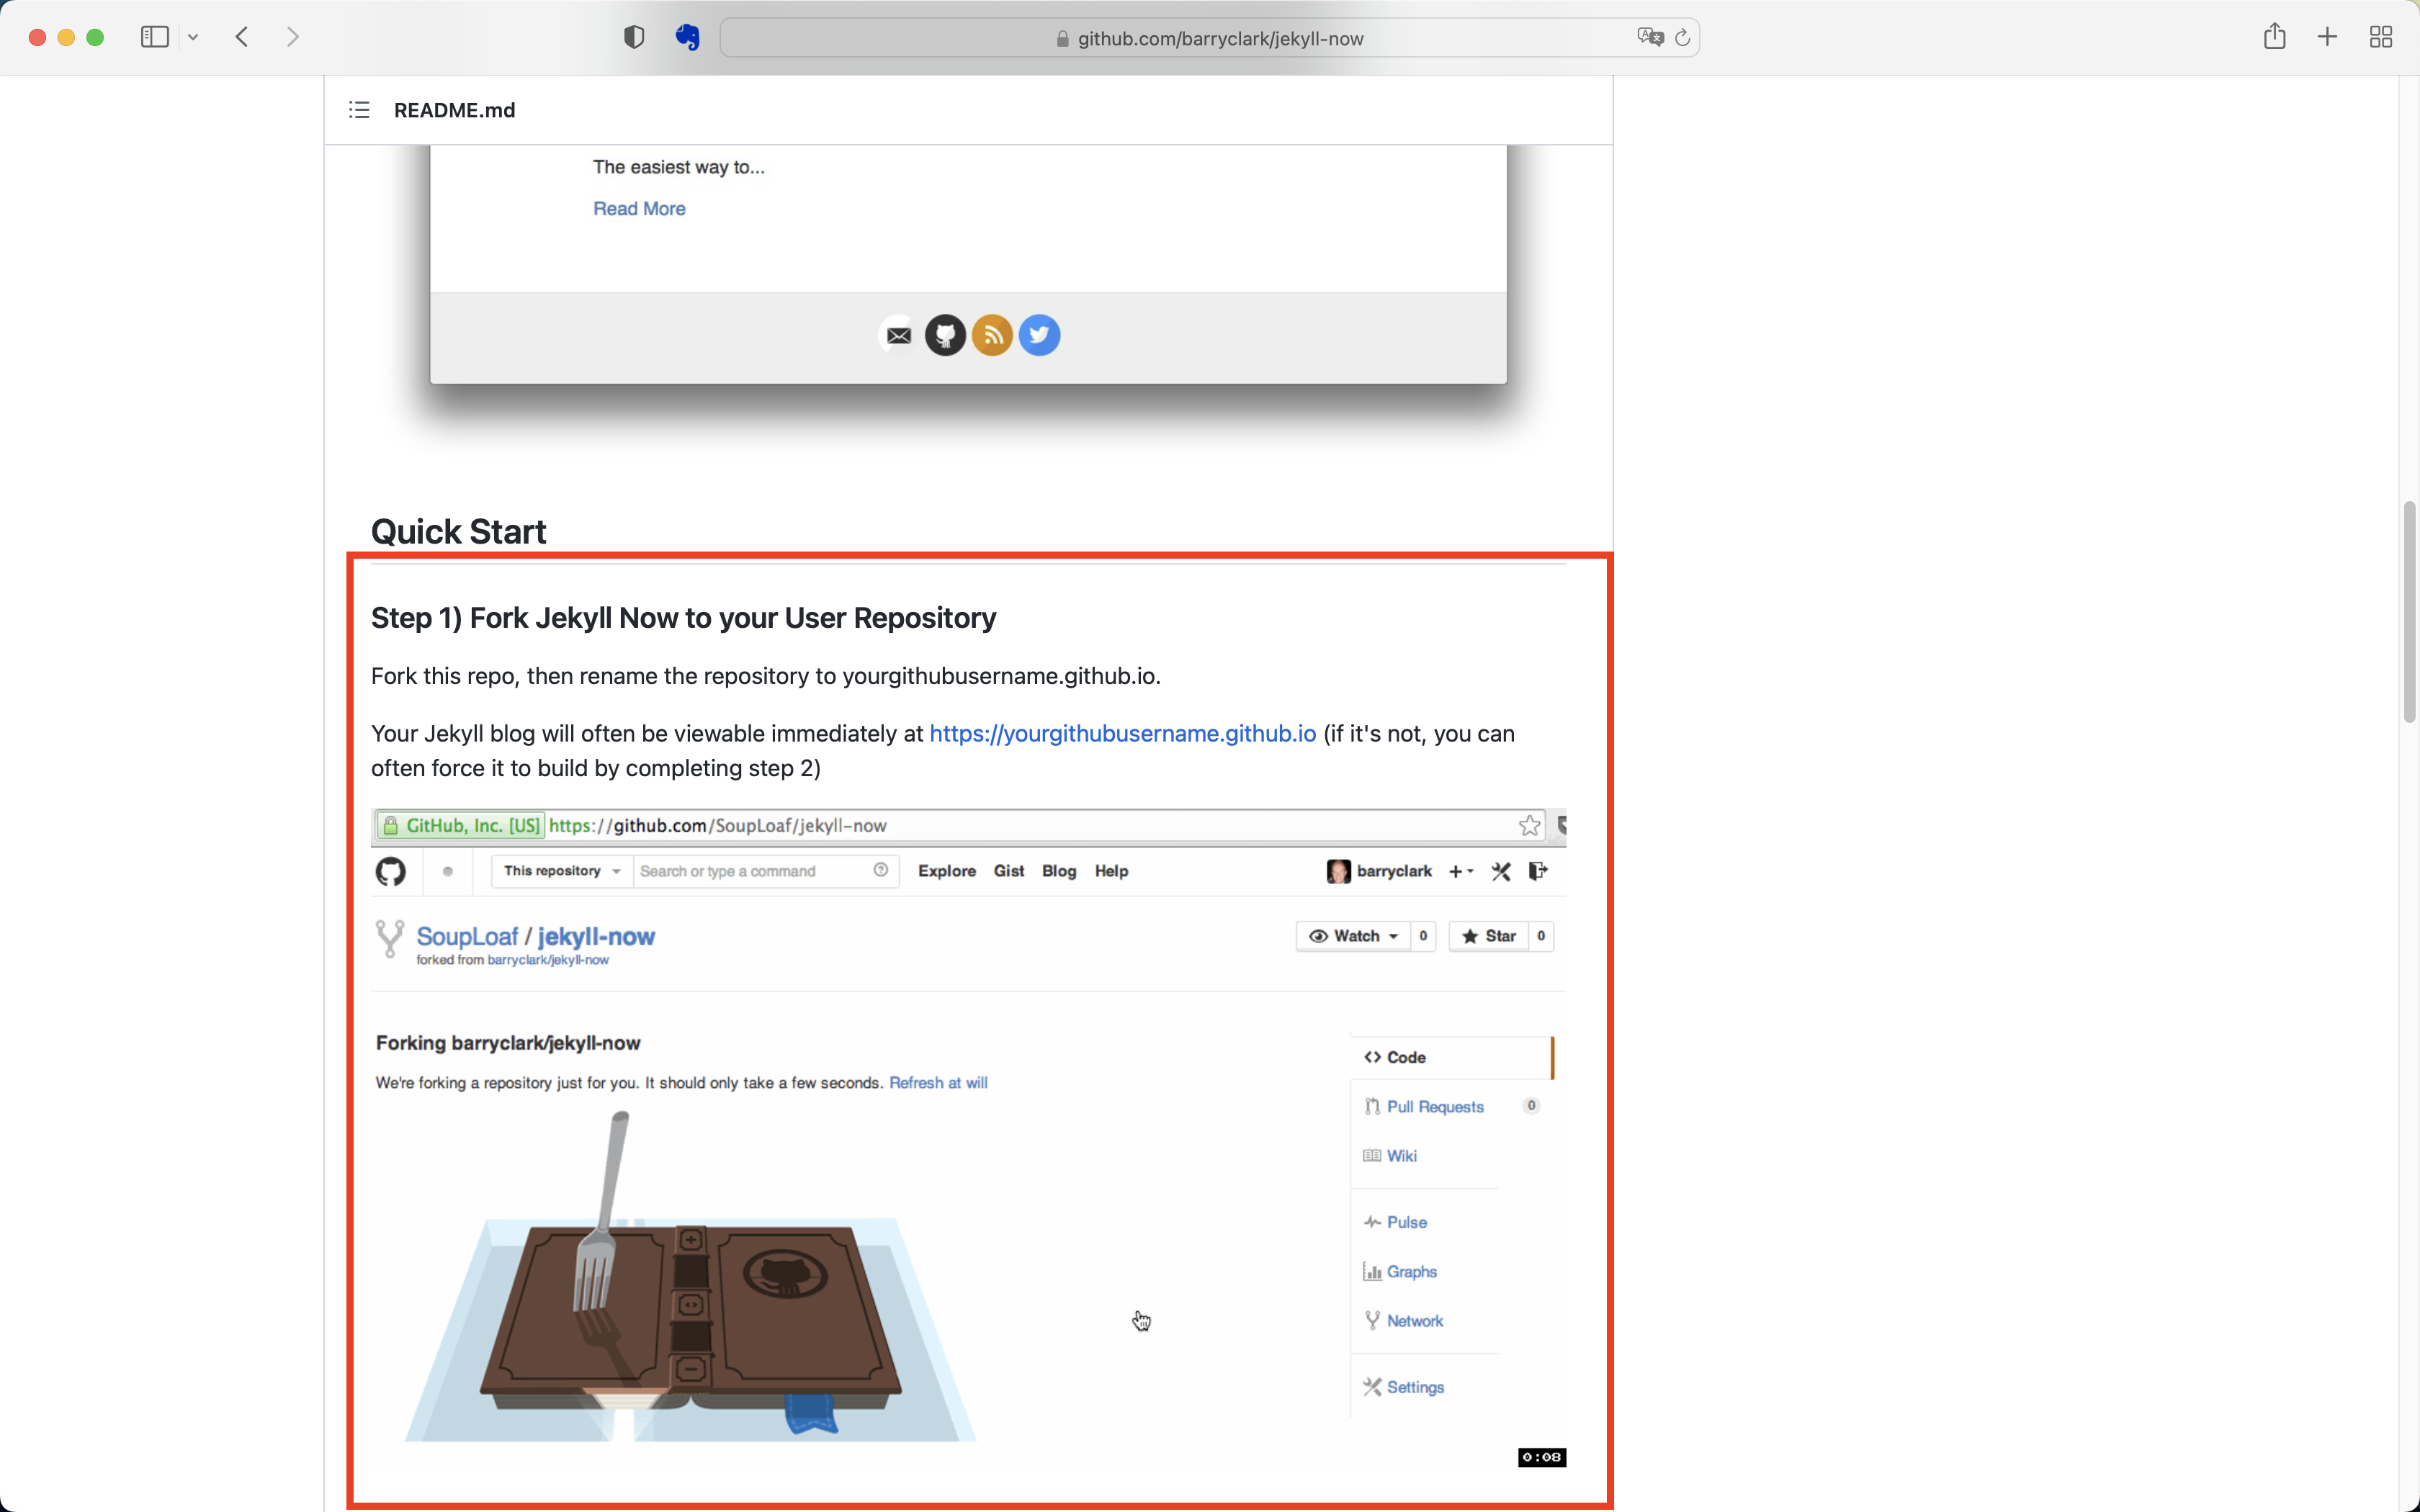 github.com/barryclark/jekyll-now
README.md
The easiest way to...
Read More
Quick Start
Step 1) Fork Jekyll Now to your User Repository
Fork this repo, then rename the repository to yourgithubusername.github.io.
Your Jekyll blog will often be viewable immediately at https://yourgithubusername.github.io (if it's not, you can
often force it to build by completing step 2)
GitHub, Inc. [US] https://github.com/SoupLoaf/jekyll-now
This repository Search or type a command Explore Gist Blog Help barryclark
SoupLoaf / jekyll-now Watch 0 Star 0
forked from barryclark/jekyll-now
Forking barryclark/jekyll-now
We're forking a repository just for you. It should only take a few seconds. Refresh at will
Code
Pull Requests 0
Wiki
Pulse
Graphs
Network
Settings
0:08